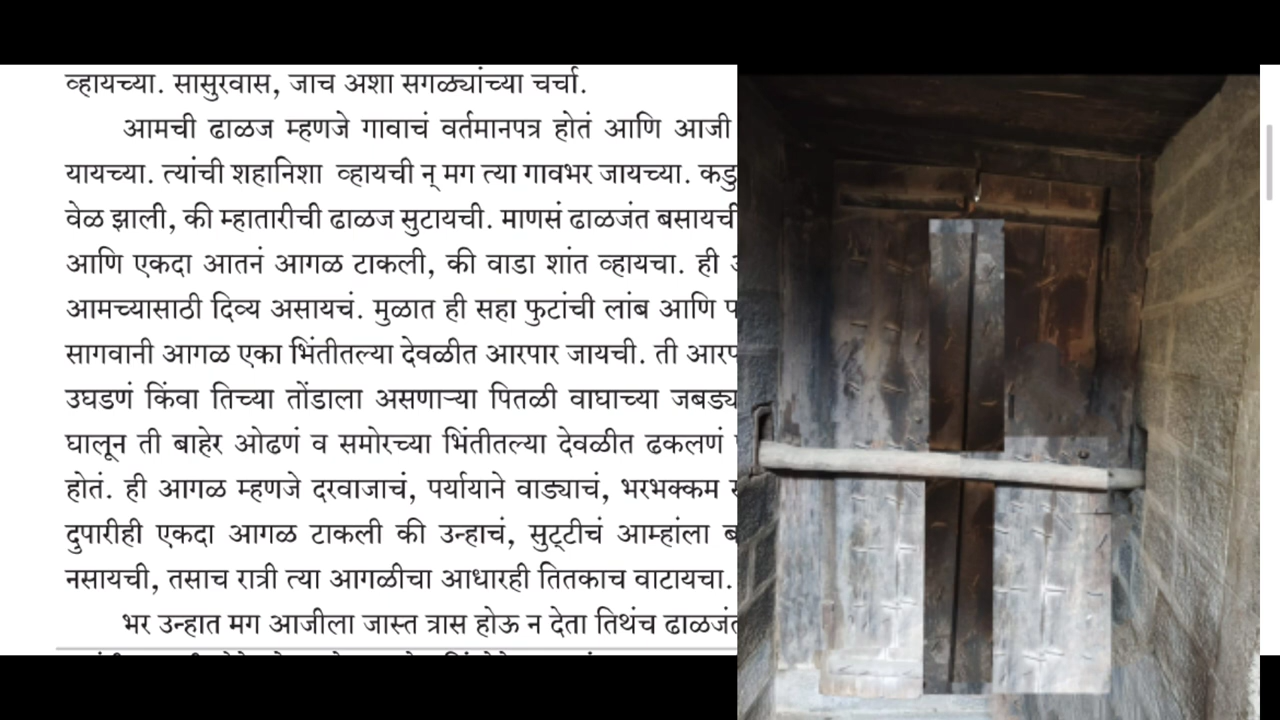 व्हायच्या. सासुरवास, जाच अशा सगळ्यांच्या चर्चा.
आमची ढाळज म्हणजे गावाचं वर्तमानपत्र होतं आणि आजी
यायच्या. त्यांची शहानिशा व्हायची न् मग त्या गावभर जायच्या.
वेळ झाली, की म्हातारीची ढाळज सुटायची. माणसं ढाळजंत बसायची
आणि एकदा आतनं आगळ टाकली, की वाडा शांत व्हायचा. ही
आमच्यासाठी दिव्य असायचं. मुळात ही सहा फुटांची लांब आणि
सागवानी आगळ एका भिंतीतल्या देवळीत आरपार जायची. ती
उघडणं किंवा तिच्या तोंडाला असणाऱ्या पितळी वाघाच्या
घालून ती बाहेर ओढणं व समोरच्या भिंतीतल्या देवळीत ढकलणं
होतं. ही आगळ म्हणजे दरवाजाचं, पर्यायाने वाड्याचं, भरभक्कम
दुपारीही एकदा आगळ टाकली की उन्हाचं, सुट्टीचं आम्हांला
नसायची, तसाच रात्री त्या आगळीचा आधारही तितकाच वाटायचा.
भर उन्हात मग आजीला जास्त त्रास होऊ न देता तिथंच